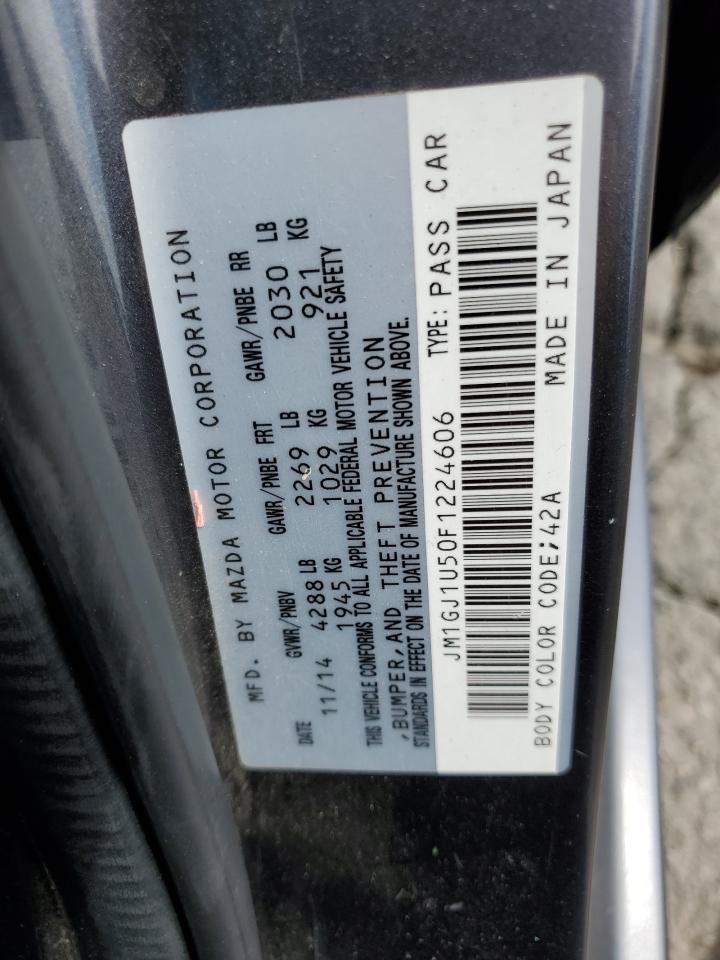 MFD. BY MAZDA MOTOR CORPORATION
DATE GVWR/PNBV GAWR/PNBE FRT GAWR/PNBE RR
11/14 4288 LB 2269 LB 2030 LB
1945 KG 1029 KG 921 KG
THIS VEHICLE CONFORMS TO ALL APPLICABLE FEDERAL MOTOR VEHICLE SAFETY
,BUMPER,AND THEFT PREVENTION
STANDARDS IN EFFECT ON THE DATE OF MANUFACTURE SHOWN ABOVE.
JM1GJ1U50F1224606 TYPE: PASS CAR
BODY COLOR CODE;42A MADE IN JAPAN